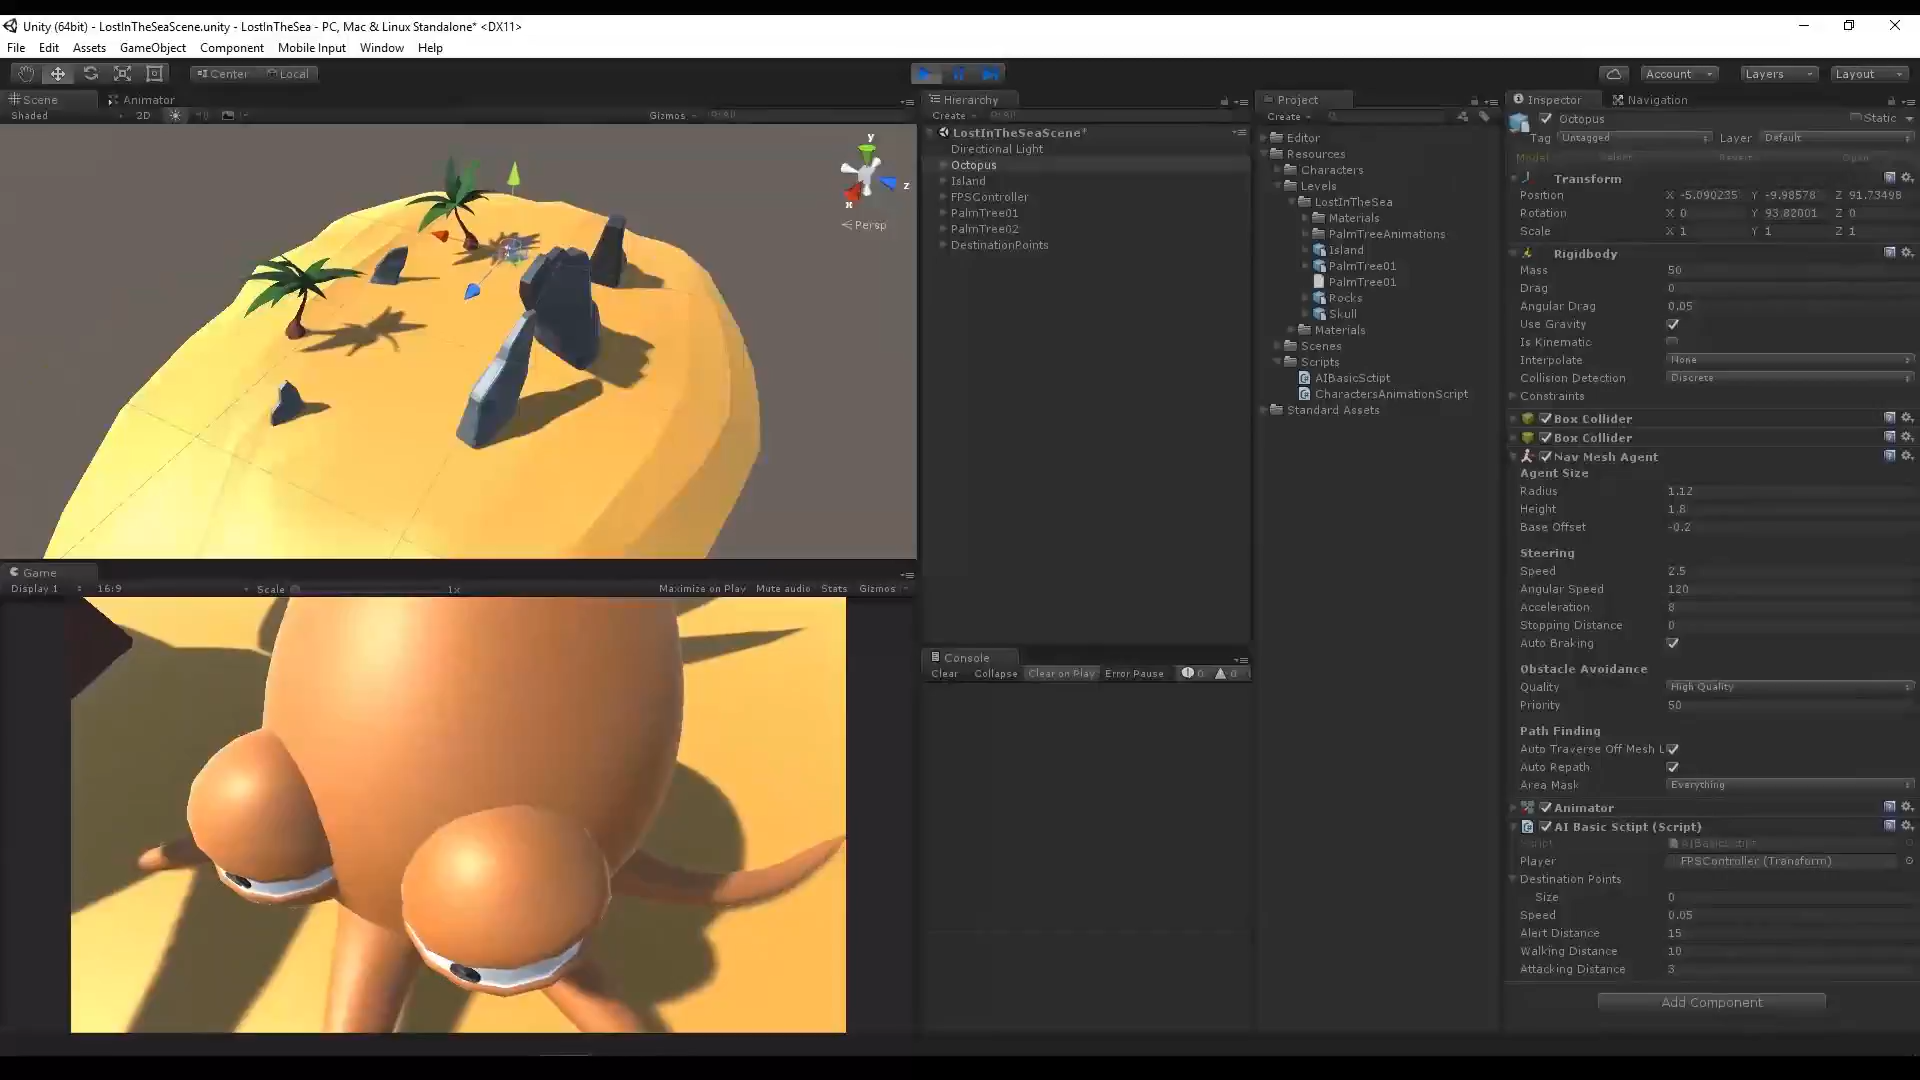 Unity (64bit) - LostInTheSeaScene.unity - LostInTheSea - PC, Mac & Linux Standalone* <DX11>
File Edit Assets GameObject Component Mobile Input Window Help
Center Local Account Layers Layout
Scene Animator
Shaded 2D Gizmos
y
z
x
Persp
Game
Display 1 16:9 Scale 1x Maximize on Play Mute audio Stats Gizmos
Hierarchy
Create
LostInTheSeaScene*
Directional Light
Octopus
Island
FPSController
PalmTree01
PalmTree02
DestinationPoints
Console
Clear Collapse Clear on Play Error Pause 0 0
Project
Create
Editor
Resources
Characters
Levels
LostInTheSea
Materials
PalmTreeAnimations
Island
PalmTree01
PalmTree01
Rocks
Skull
Materials
Scenes
Scripts
AIBasicSctipt
CharactersAnimationScript
Standard Assets
Inspector Navigation
Octopus Static
Tag Untagged Layer Default
Model Select Revert Open
Transform
Position X -5.090235 Y -9.98578 Z 91.73498
Rotation X 0 Y 93.82001 Z 0
Scale X 1 Y 1 Z 1
Rigidbody
Mass 50
Drag 0
Angular Drag 0.05
Use Gravity
Is Kinematic
Interpolate None
Collision Detection Discrete
Constraints
Box Collider
Box Collider
Nav Mesh Agent
Agent Size
Radius 1.12
Height 1.8
Base Offset -0.2
Steering
Speed 2.5
Angular Speed 120
Acceleration 8
Stopping Distance 0
Auto Braking
Obstacle Avoidance
Quality High Quality
Priority 50
Path Finding
Auto Traverse Off Mesh L
Auto Repath
Area Mask Everything
Animator
AI Basic Sctipt (Script)
Script AIBasicSctipt
Player FPSController (Transform)
Destination Points
Size 0
Speed 0.05
Alert Distance 15
Walking Distance 10
Attacking Distance 3
Add Component